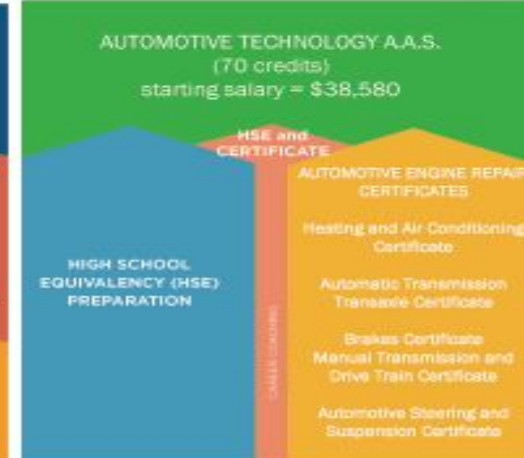 AUTOMOTIVE TECHNOLOGY A.A.S.
(70 credits)
starting salary = $38,580
HSE and
CERTIFICATE
HIGH SCHOOL
EQUIVALENCY (HSE)
PREPARATION
CAREER COACHING
AUTOMOTIVE ENGINE REPAIR
CERTIFICATES
Heating and Air Conditioning
Certificate
Automatic Transmission
Transaxle Certificate
Brakes Certificate
Manual Transmission and
Drive Train Certificate
Automotive Steering and
Suspension Certificate